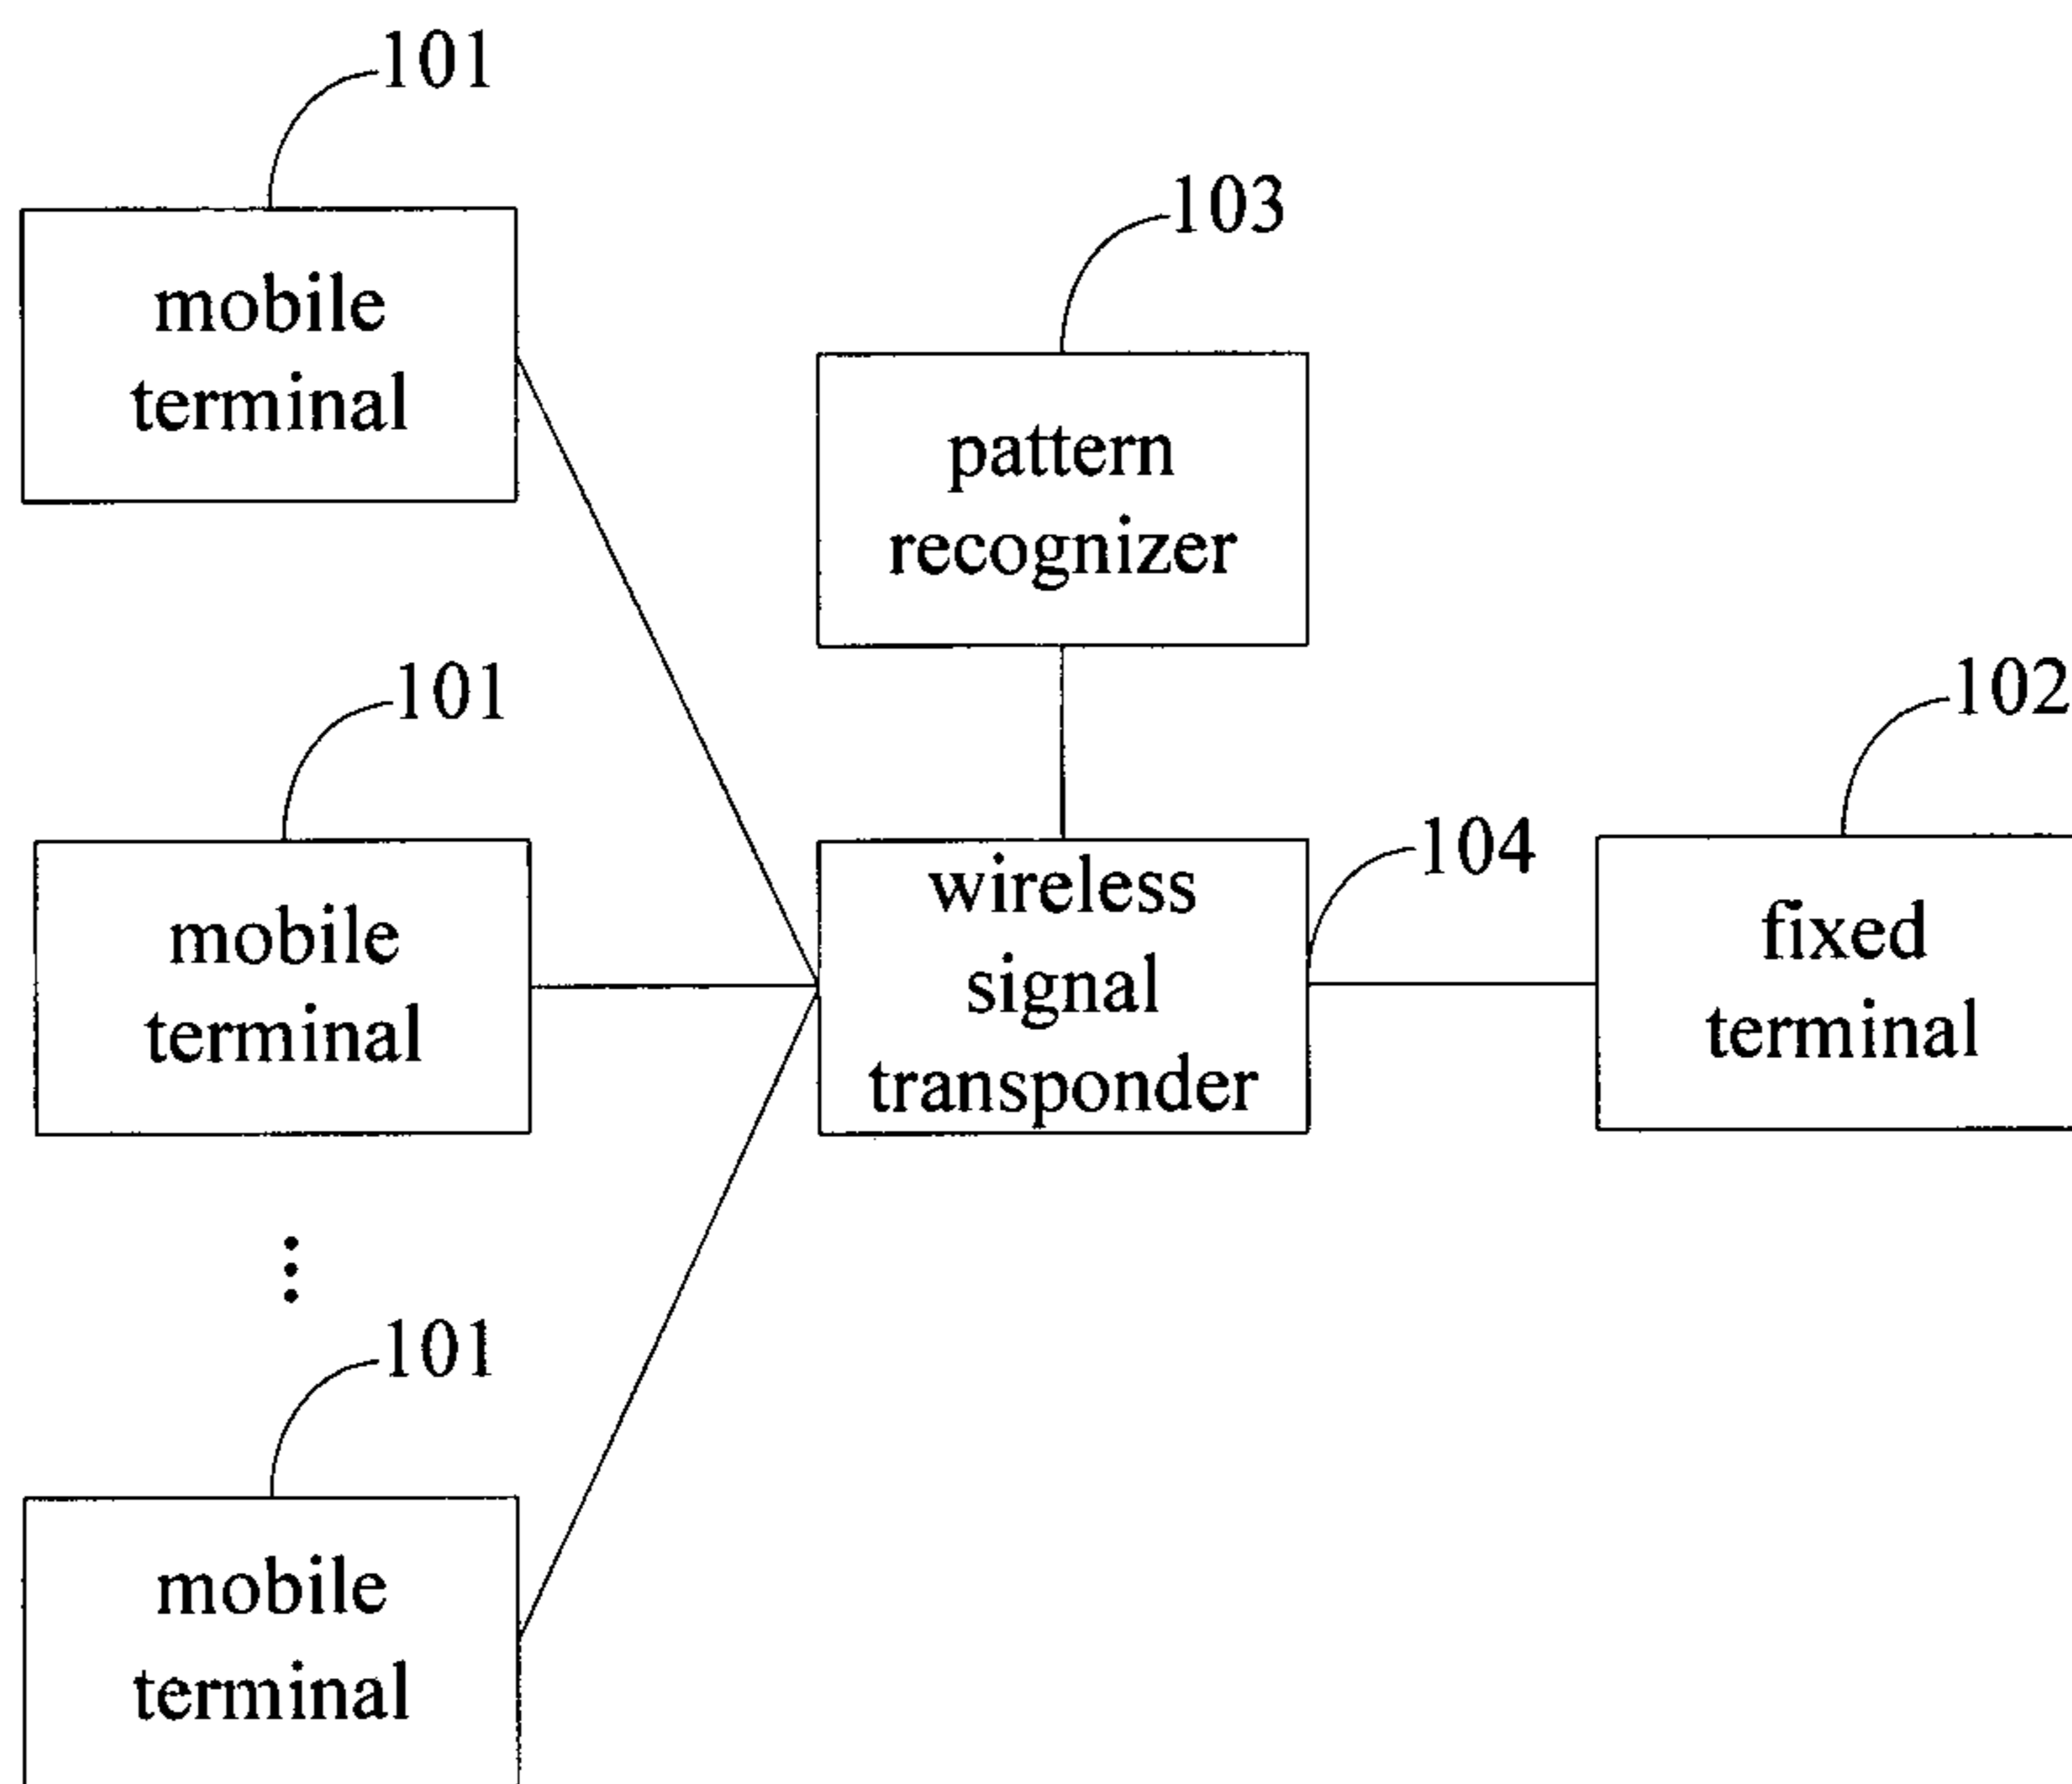 101
mobile
terminal
103
pattern
recognizer
101
mobile
terminal
104
wireless
signal
transponder
102
fixed
terminal
101
mobile
terminal